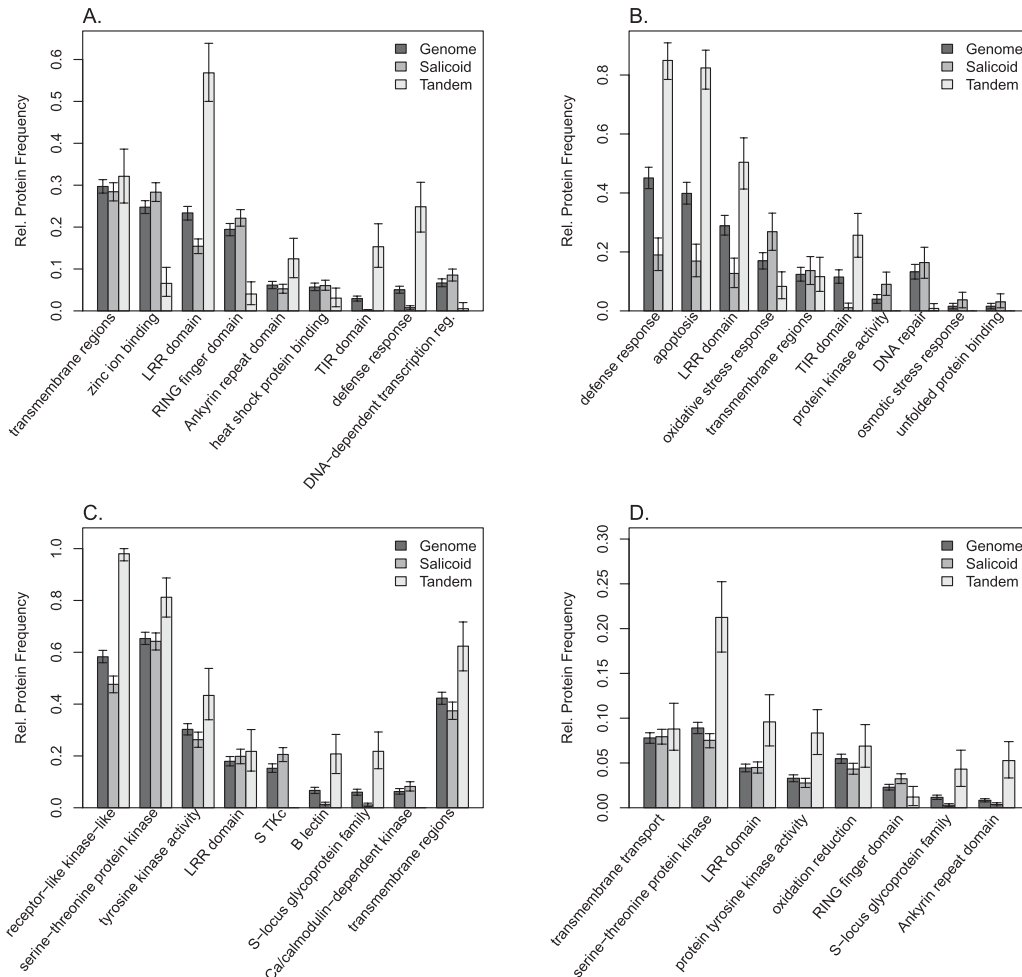 A.
Rel. Protein Frequency
0.0
0.1
0.2
0.3
0.4
0.5
0.6
Genome
Salicoid
Tandem
transmembrane regions
zinc ion binding
LRR domain
RING finger domain
Ankyrin repeat domain
heat shock protein binding
TIR domain
defense response
DNA−dependent transcription reg.
B.
Rel. Protein Frequency
0.0
0.2
0.4
0.6
0.8
Genome
Salicoid
Tandem
defense response
apoptosis
LRR domain
oxidative stress response
transmembrane regions
TIR domain
protein kinase activity
DNA repair
osmotic stress response
unfolded protein binding
C.
Rel. Protein Frequency
0.0
0.2
0.4
0.6
0.8
1.0
Genome
Salicoid
Tandem
receptor−like kinase−like
serine−threonine protein kinase
tyrosine kinase activity
LRR domain
S TKc
B lectin
S−locus glycoprotein family
Ca/calmodulin−dependent kinase
transmembrane regions
D.
Rel. Protein Frequency
0.00
0.05
0.10
0.15
0.20
0.25
0.30
Genome
Salicoid
Tandem
transmembrane transport
serine−threonine protein kinase
LRR domain
protein tyrosine kinase activity
oxidation reduction
RING finger domain
S−locus glycoprotein family
Ankyrin repeat domain